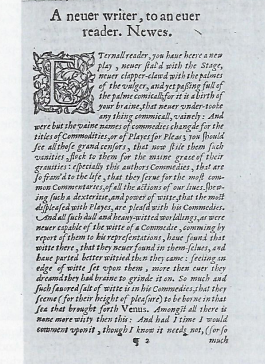 A neuer writer, to an euer
reader. Newes.
Eternall reader, you haue heere a new
play, neuer stal'd with the Stage,
neuer clapper-clawd with the palmes
of the vulger, and yet passing full of
the palme comicall; for it is a birth of
your braine, that neuer vnder-tooke
any thing commicall, vainely: And
were but the vaine names of commedies changde for the
titles of Commodities, or of Playes for Pleas; you should
see all those grand censors, that now stile them such
vanities, flock to them for the maine grace of their
grauities: especially this authors Commedies, that are
so fram'd to the life, that they serue for the most com-
mon Commentaries, of all the actions of our liues, shew-
ing such a dexteritie, and power of witte, that the most
displeased with Playes, are pleasd with his Commedies.
And all such dull and heauy-witted worldlings, as were
neuer capable of the witte of a Commedie, comming by
report of them to his representations, haue found that
witte there, that they neuer found in them-selues, and
haue parted better wittied then they came: feeling an
edge of witte set vpon them, more then euer they
dreamd they had braine to grinde it on. So much and
such sauored salt of witte is in his Commedies, that they
seeme (for their height of pleasure) to be borne in that
sea that brought forth Venus. Amongst all there is
none more witty then this: And had I time I would
comment vpon it, though I know it needs not, (for so
¶ 2 much